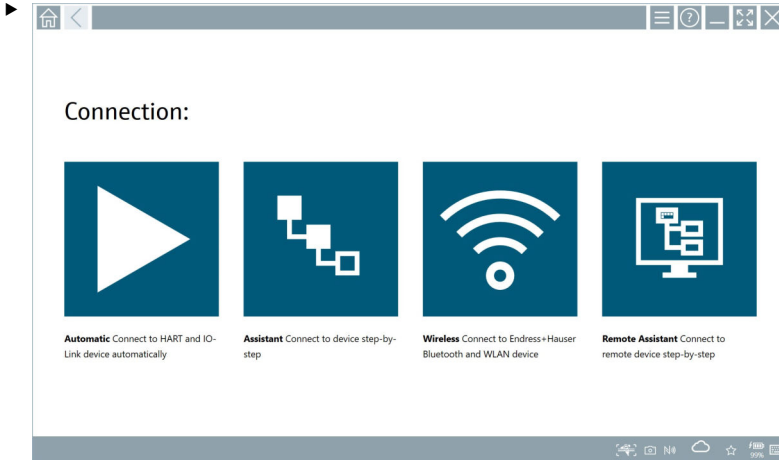 Connection:
Automatic Connect to HART and IO-
Link device automatically
Assistant Connect to device step-by-
step
Wireless Connect to Endress+Hauser
Bluetooth and WLAN device
Remote Assistant Connect to
remote device step-by-step
99%